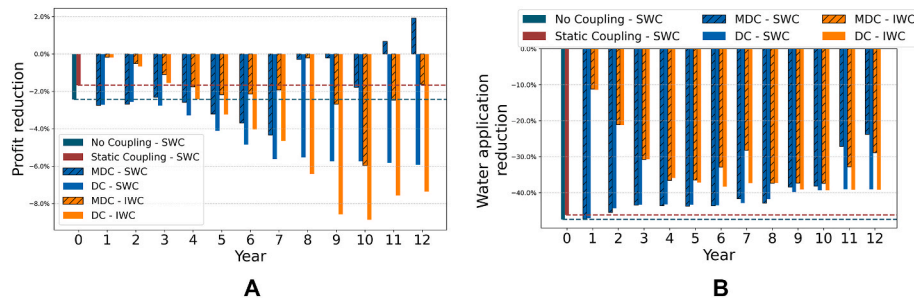 2.0%
0.0%
-2.0%
-4.0%
-6.0%
-8.0%
Profit reduction
No Coupling - SWC
Static Coupling - SWC
MDC - SWC
DC - SWC
MDC - IWC
DC - IWC
0 1 2 3 4 5 6 7 8 9 10 11 12
Year
A
B
No Coupling - SWC
Static Coupling - SWC
MDC - SWC
DC - SWC
MDC - IWC
DC - IWC
0.0%
-10.0%
-20.0%
-30.0%
-40.0%
Water application
reduction
0 1 2 3 4 5 6 7 8 9 10 11 12
Year
B